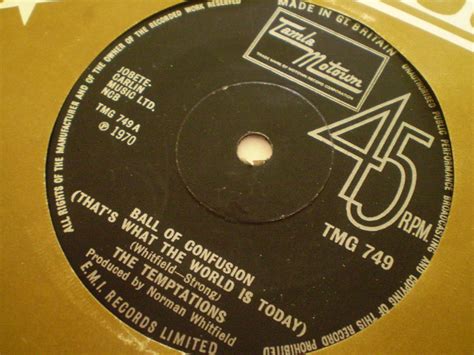 MADE IN GT. BRITAIN
Tamla
Motown
45
RPM
JOBETE-
CARLIN
MUSIC LTD.
NCB
TMG 749A
℗ 1970
TMG 749
BALL OF CONFUSION
(THAT'S WHAT THE WORLD IS TODAY)
(Whitfield—Strong)
THE TEMPTATIONS
Produced by Norman Whitfield
E.M.I. RECORDS LIMITED
ALL RIGHTS OF THE MANUFACTURER AND OF THE OWNER OF THE RECORDED WORK RESERVED
UNAUTHORISED PUBLIC PERFORMANCE BROADCASTING AND COPYING OF THIS RECORD PROHIBITED